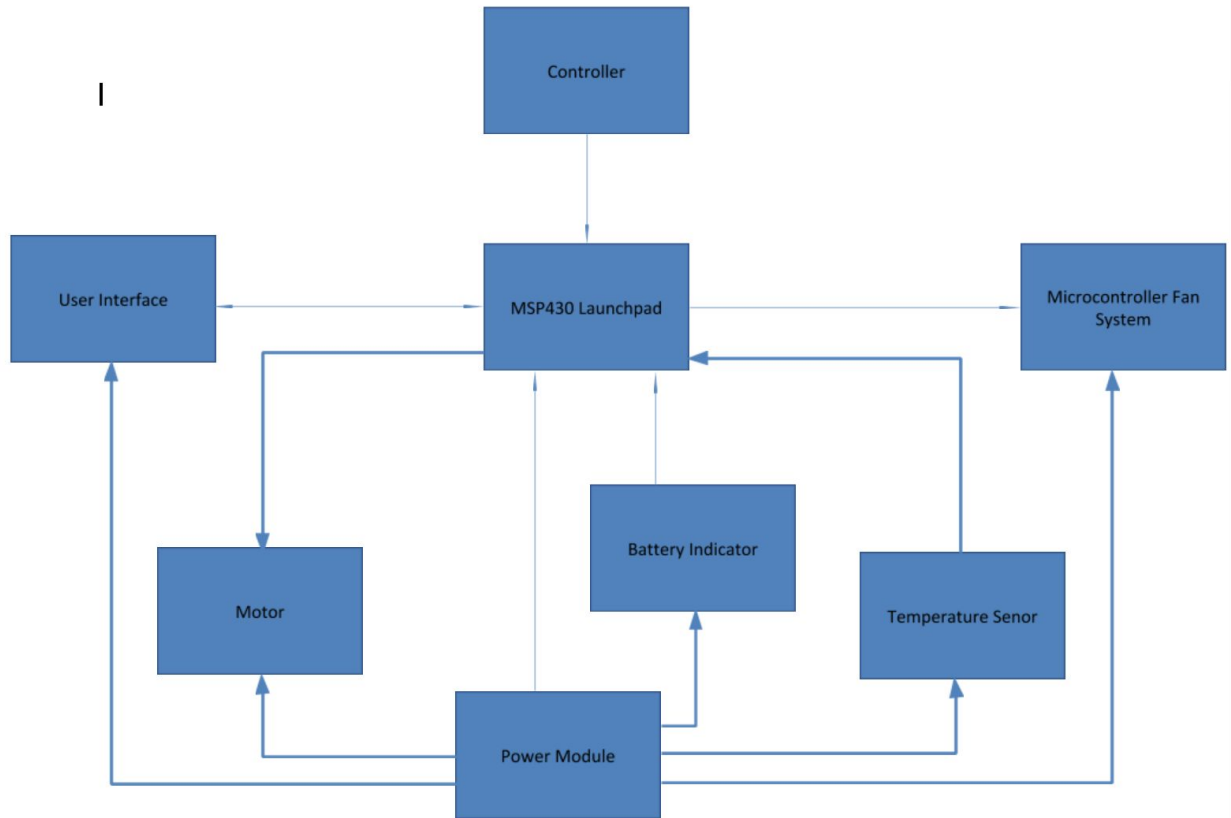 Controller
User Interface
MSP430 Launchpad
Microcontroller Fan
System
Battery Indicator
Motor
Temperature Senor
Power Module